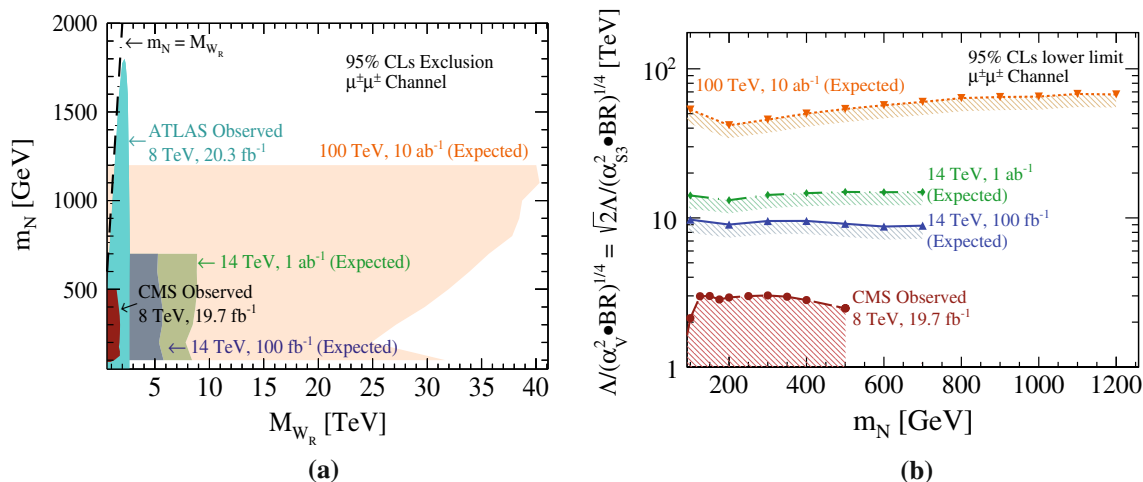 2000
1500
1000
500
m_N [GeV]
← m_N = M_{W_R}
95% CLs Exclusion
μ^±μ^± Channel
←ATLAS Observed
8 TeV, 20.3 fb^-1
100 TeV, 10 ab^-1 (Expected)
←14 TeV, 1 ab^-1 (Expected)
CMS Observed
8 TeV, 19.7 fb^-1
←14 TeV, 100 fb^-1 (Expected)
5 10 15 20 25 30 35 40
M_{W_R} [TeV]
(a)
Λ/(α_V^2•BR)^{1/4} = √2Λ/(α_{S3}^2•BR)^{1/4} [TeV]
10^2
10
1
95% CLs lower limit
μ^±μ^± Channel
100 TeV, 10 ab^-1 (Expected)
14 TeV, 1 ab^-1
(Expected)
14 TeV, 100 fb^-1
(Expected)
CMS Observed
8 TeV, 19.7 fb^-1
200 400 600 800 1000 1200
m_N [GeV]
(b)